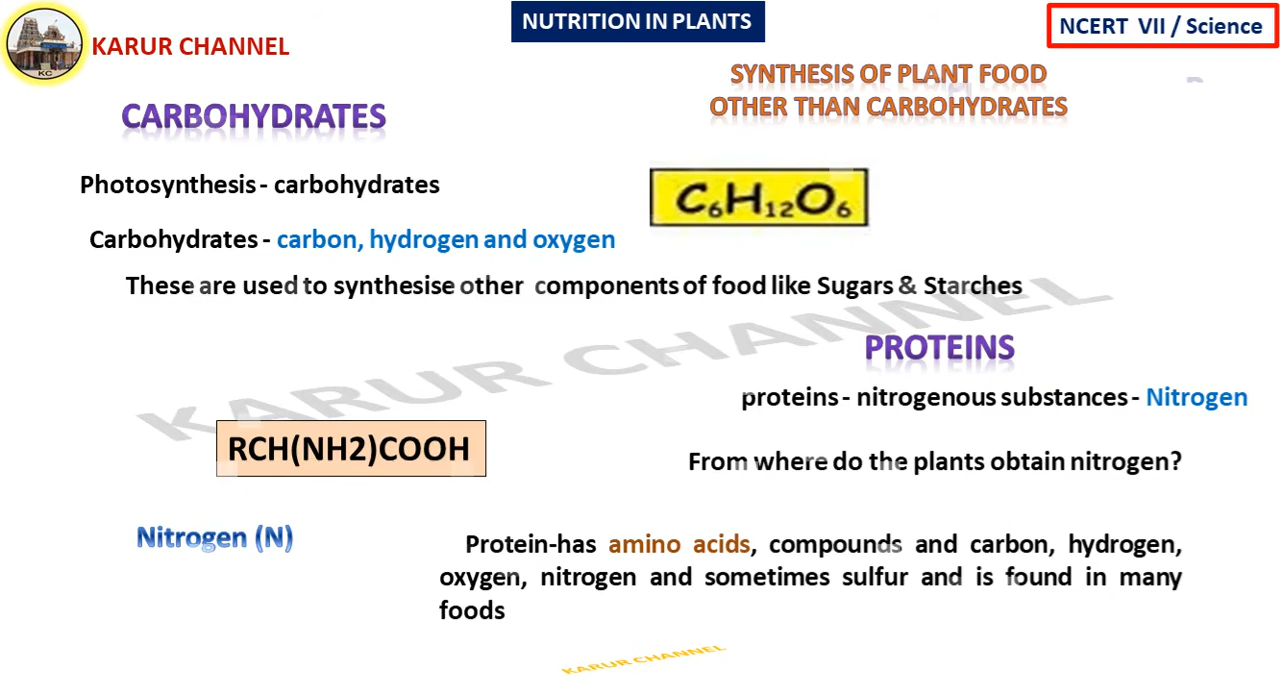 NUTRITION IN PLANTS
NCERT VII / Science
KARUR CHANNEL
KC
SYNTHESIS OF PLANT FOOD
OTHER THAN CARBOHYDRATES
CARBOHYDRATES
Photosynthesis - carbohydrates
C₆H₁₂O₆
Carbohydrates - carbon, hydrogen and oxygen
These are used to synthesise other components of food like Sugars & Starches
KARUR CHANNEL
PROTEINS
proteins - nitrogenous substances - Nitrogen
RCH(NH2)COOH
From where do the plants obtain nitrogen?
Nitrogen (N)
Protein-has amino acids, compounds and carbon, hydrogen,
oxygen, nitrogen and sometimes sulfur and is found in many
foods
KARUR CHANNEL